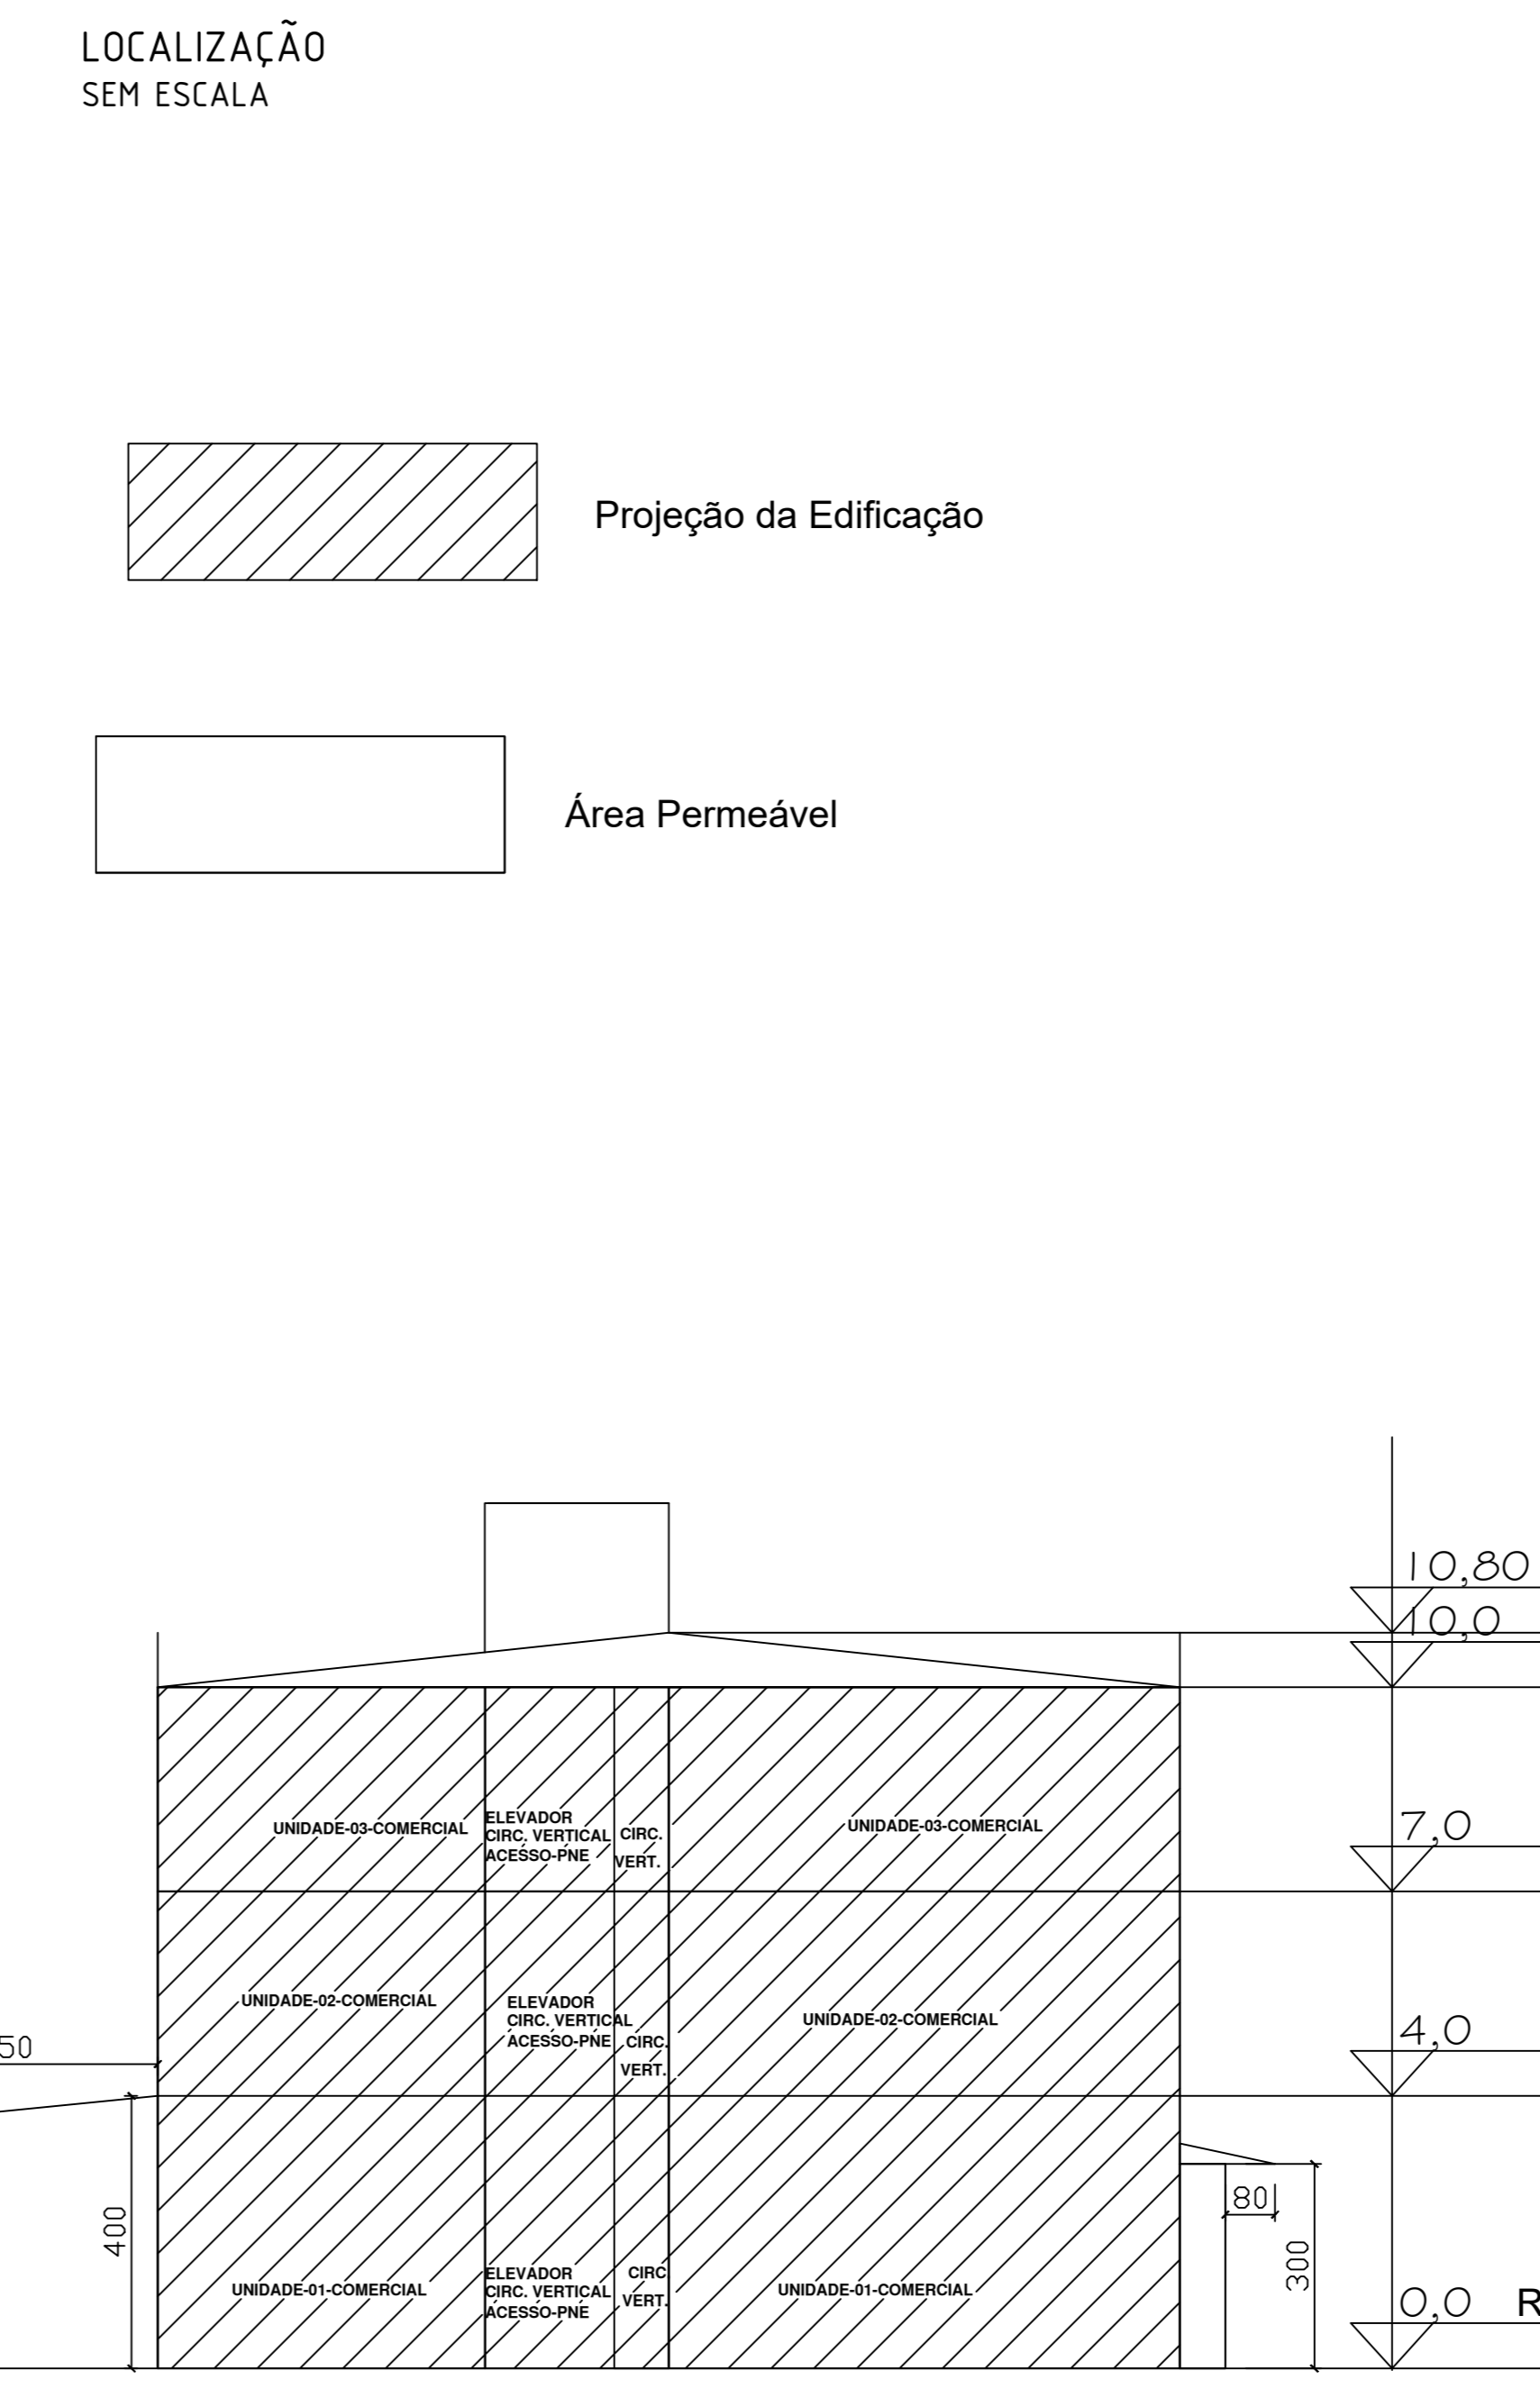 LOCALIZAÇÃO
SEM ESCALA
Projeção da Edificação
Área Permeável
10,80
10,0
UNIDADE-03-COMERCIAL
ELEVADOR
CIRC. VERTICAL
ACESSO-PNE
CIRC.
VERT.
UNIDADE-03-COMERCIAL
7,0
UNIDADE-02-COMERCIAL
ELEVADOR
CIRC. VERTICAL
ACESSO-PNE
CIRC.
VERT.
UNIDADE-02-COMERCIAL
4,0
50
400
80
300
UNIDADE-01-COMERCIAL
ELEVADOR
CIRC. VERTICAL
ACESSO-PNE
CIRC
VERT.
UNIDADE-01-COMERCIAL
0,0 R